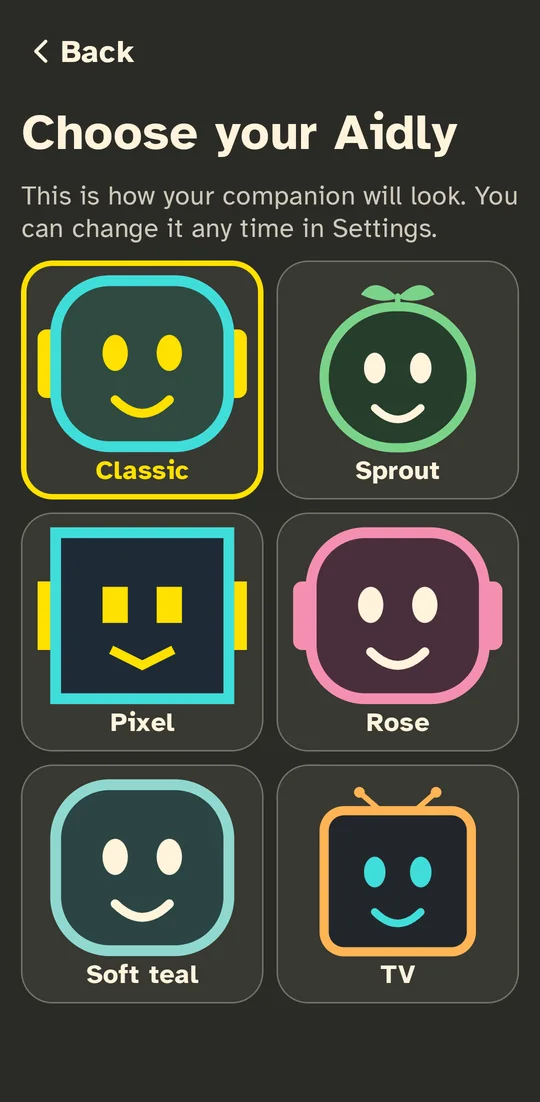 Back
Choose your Aidly
This is how your companion will look. You
can change it any time in Settings.
Classic
Sprout
Pixel
Rose
Soft teal
TV